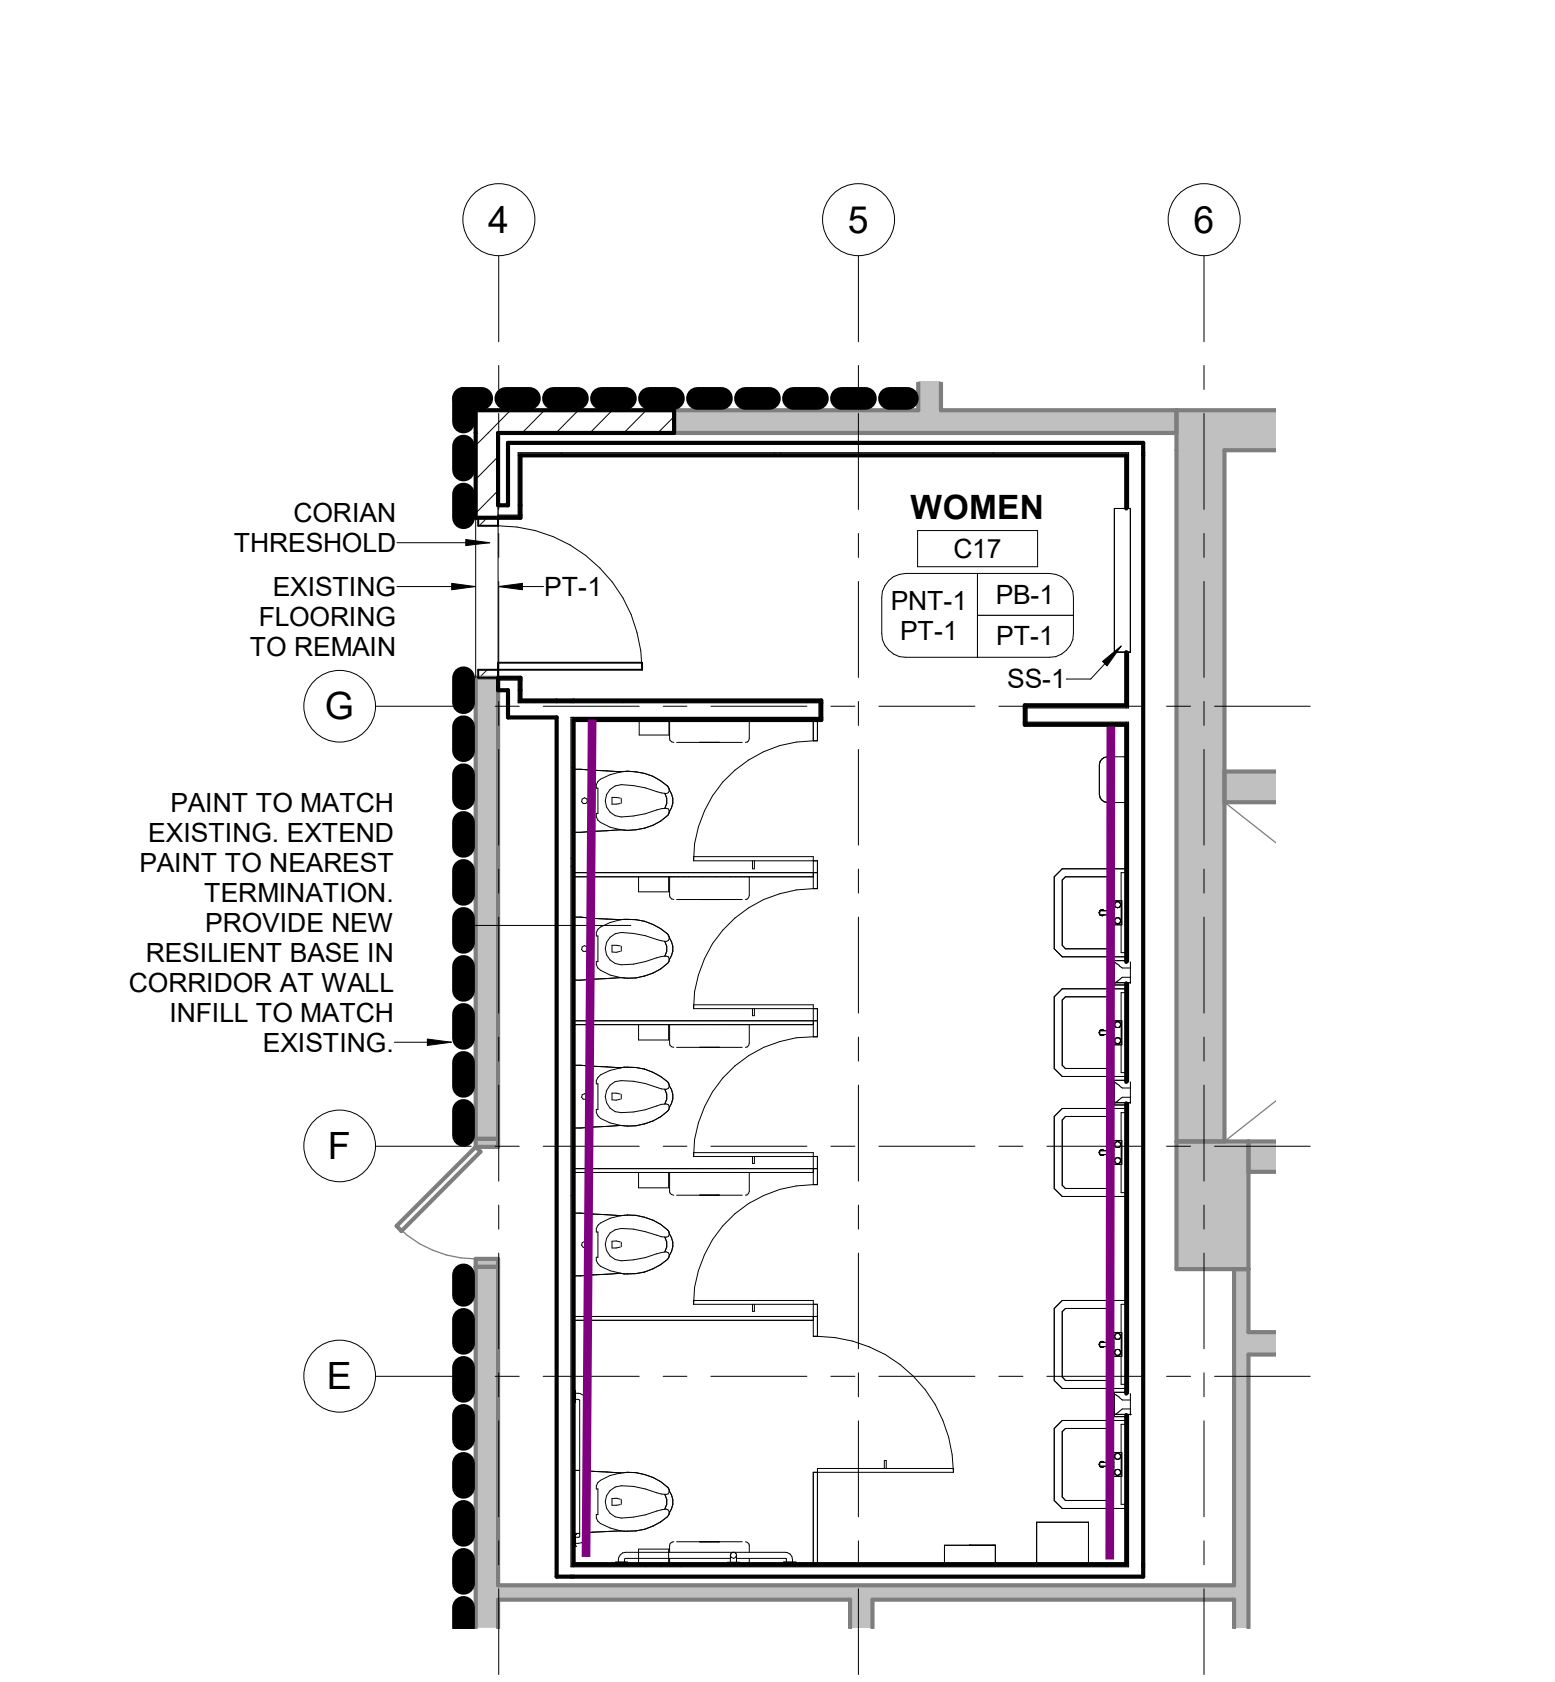 4
5
6
CORIAN
THRESHOLD
EXISTING
FLOORING
TO REMAIN
PT-1
WOMEN
C17
PNT-1
PT-1
PB-1
PT-1
SS-1
G
PAINT TO MATCH
EXISTING. EXTEND
PAINT TO NEAREST
TERMINATION.
PROVIDE NEW
RESILIENT BASE IN
CORRIDOR AT WALL
INFILL TO MATCH
EXISTING.
F
E